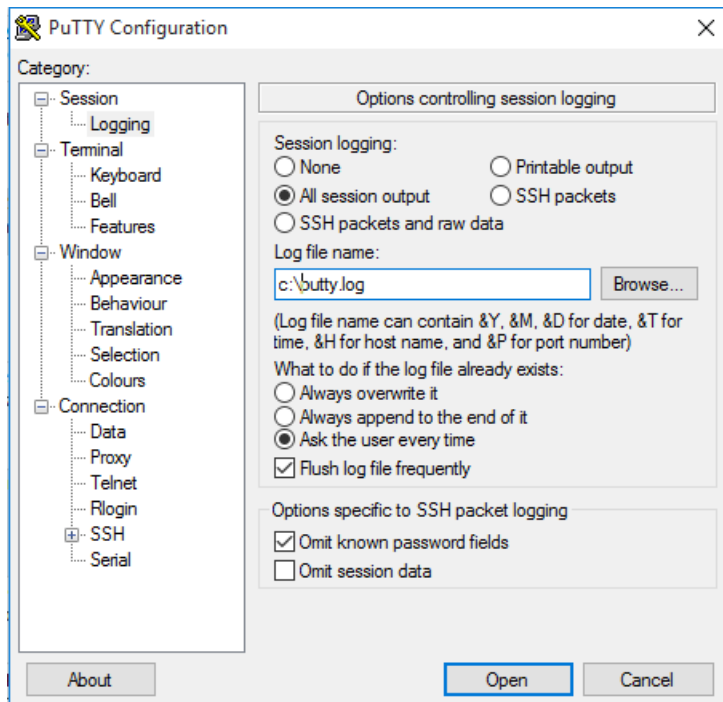 PuTTY Configuration
Category:
Session
Logging
Terminal
Keyboard
Bell
Features
Window
Appearance
Behaviour
Translation
Selection
Colours
Connection
Data
Proxy
Telnet
Rlogin
SSH
Serial
Options controlling session logging
Session logging:
None
Printable output
All session output
SSH packets
SSH packets and raw data
Log file name:
c:\putty.log
Browse...
(Log file name can contain &Y, &M, &D for date, &T for
time, &H for host name, and &P for port number)
What to do if the log file already exists:
Always overwrite it
Always append to the end of it
Ask the user every time
Flush log file frequently
Options specific to SSH packet logging
Omit known password fields
Omit session data
About
Open
Cancel